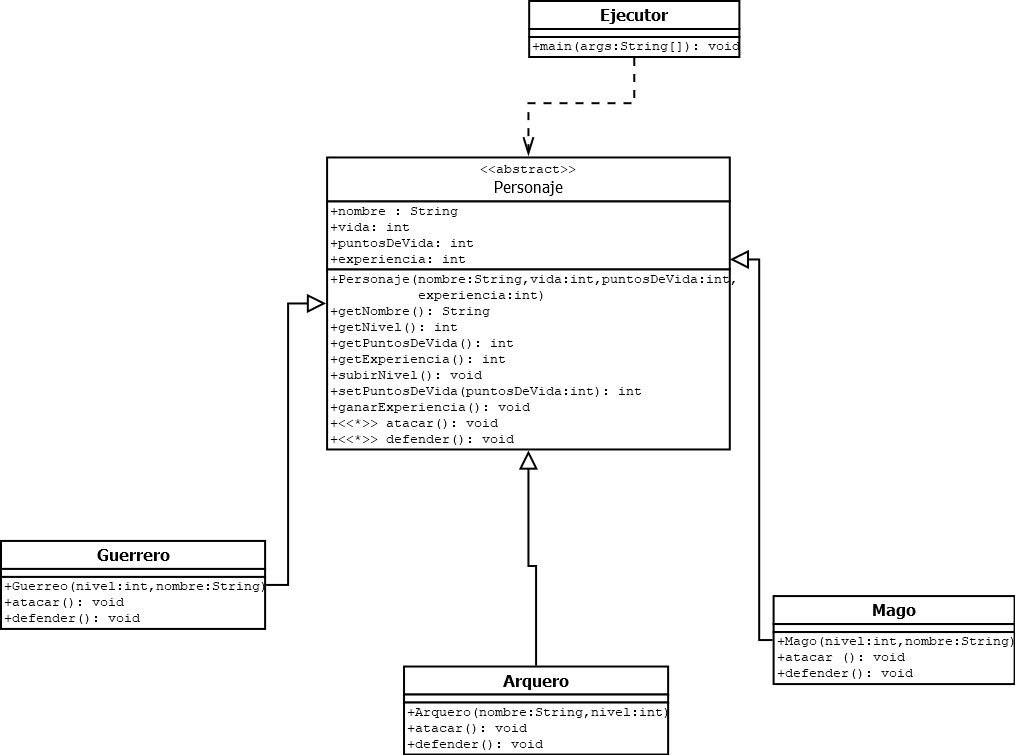 Ejecutor
+main(args:String[]): void
<<abstract>>
Personaje
+nombre : String
+vida: int
+puntosDeVida: int
+experiencia: int
+Personaje(nombre:String,vida:int,puntosDeVida:int,
experiencia:int)
+getNombre(): String
+getNivel(): int
+getPuntosDeVida(): int
+getExperiencia(): int
+subirNivel(): void
+setPuntosDeVida(puntosDeVida:int): int
+ganarExperiencia(): void
+<<*>> atacar(): void
+<<*>> defender(): void
Guerrero
+Guerreo(nivel:int,nombre:String)
+atacar(): void
+defender(): void
Mago
+Mago(nivel:int,nombre:String)
+atacar (): void
+defender(): void
Arquero
+Arquero(nombre:String,nivel:int)
+atacar(): void
+defender(): void